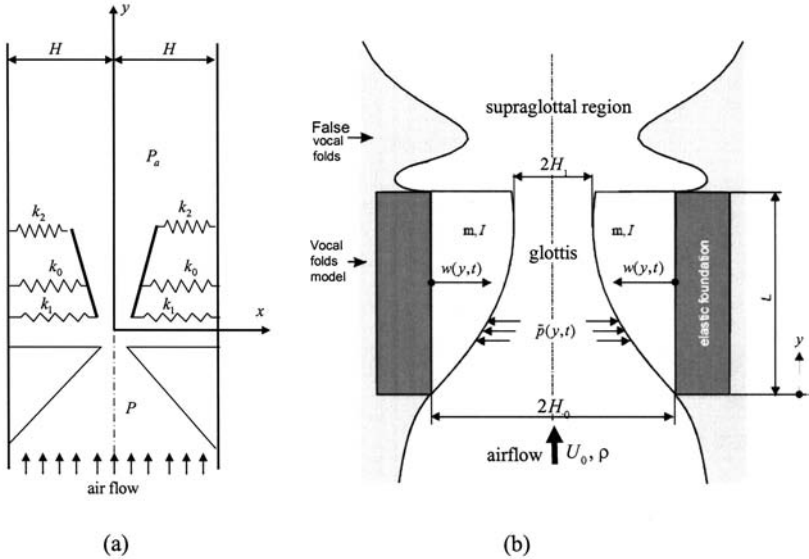 y
H
H
P_a
k_2
k_2
k_0
k_0
k_1
k_1
x
P
air flow
(a)
supraglottal region
False
vocal
folds
2H_1
m, I
m, I
Vocal
folds
model
glottis
w(y,t)
w(y,t)
p̃(y,t)
elastic foundation
L
y
2H_0
airflow
U_0, ρ
(b)